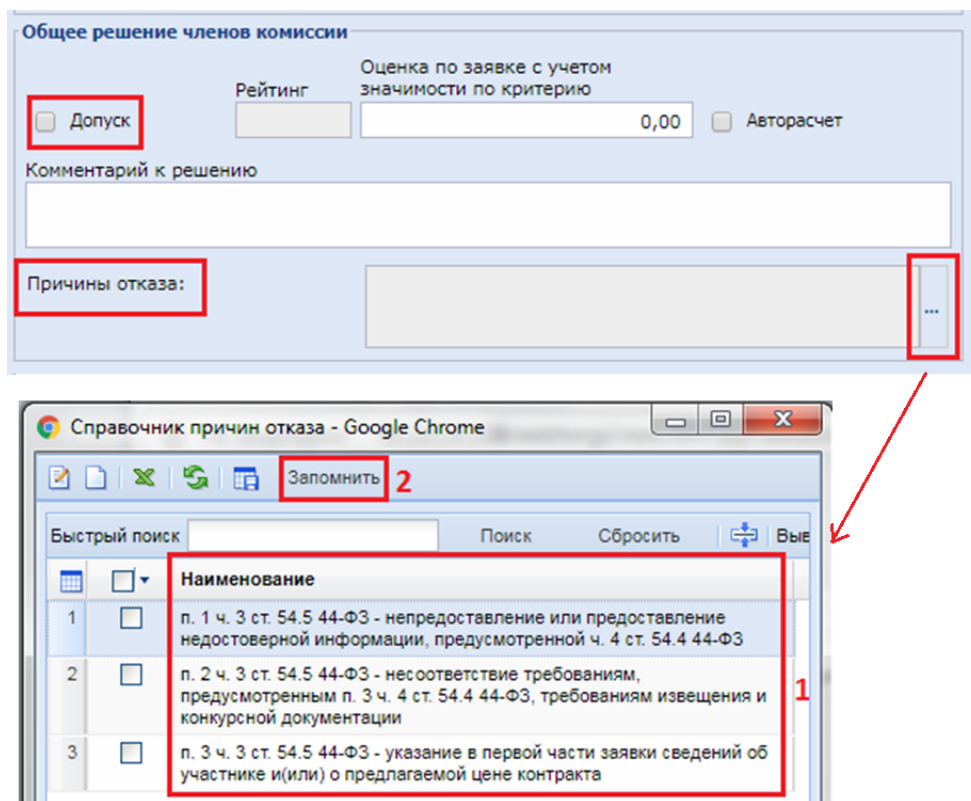 Общее решение членов комиссии
Оценка по заявке с учетом
Рейтинг
значимости по критерию
Допуск
0,00
Авторасчет
Комментарий к решению
Причины отказа:
...
Справочник причин отказа - Google Chrome
Запомнить 2
Быстрый поиск
Поиск
Сбросить
Выв
Наименование
1
п. 1 ч. 3 ст. 54.5 44-ФЗ - непредоставление или предоставление
недостоверной информации, предусмотренной ч. 4 ст. 54.4 44-ФЗ
2
п. 2 ч. 3 ст. 54.5 44-ФЗ - несоответствие требованиям,
предусмотренным п. 3 ч. 4 ст. 54.4 44-ФЗ, требованиям извещения и
конкурсной документации
1
3
п. 3 ч. 3 ст. 54.5 44-ФЗ - указание в первой части заявки сведений об
участнике и(или) о предлагаемой цене контракта